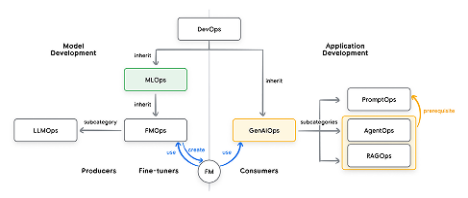 DevOps
Model
Development
Application
Development
inherit
inherit
MLOps
inherit
PromptOps
prerequisite
LLMOps
subcategory
FMOps
GenAIOps
subcategories
AgentOps
use
create
use
RAGOps
FM
Producers
Fine-tuners
Consumers